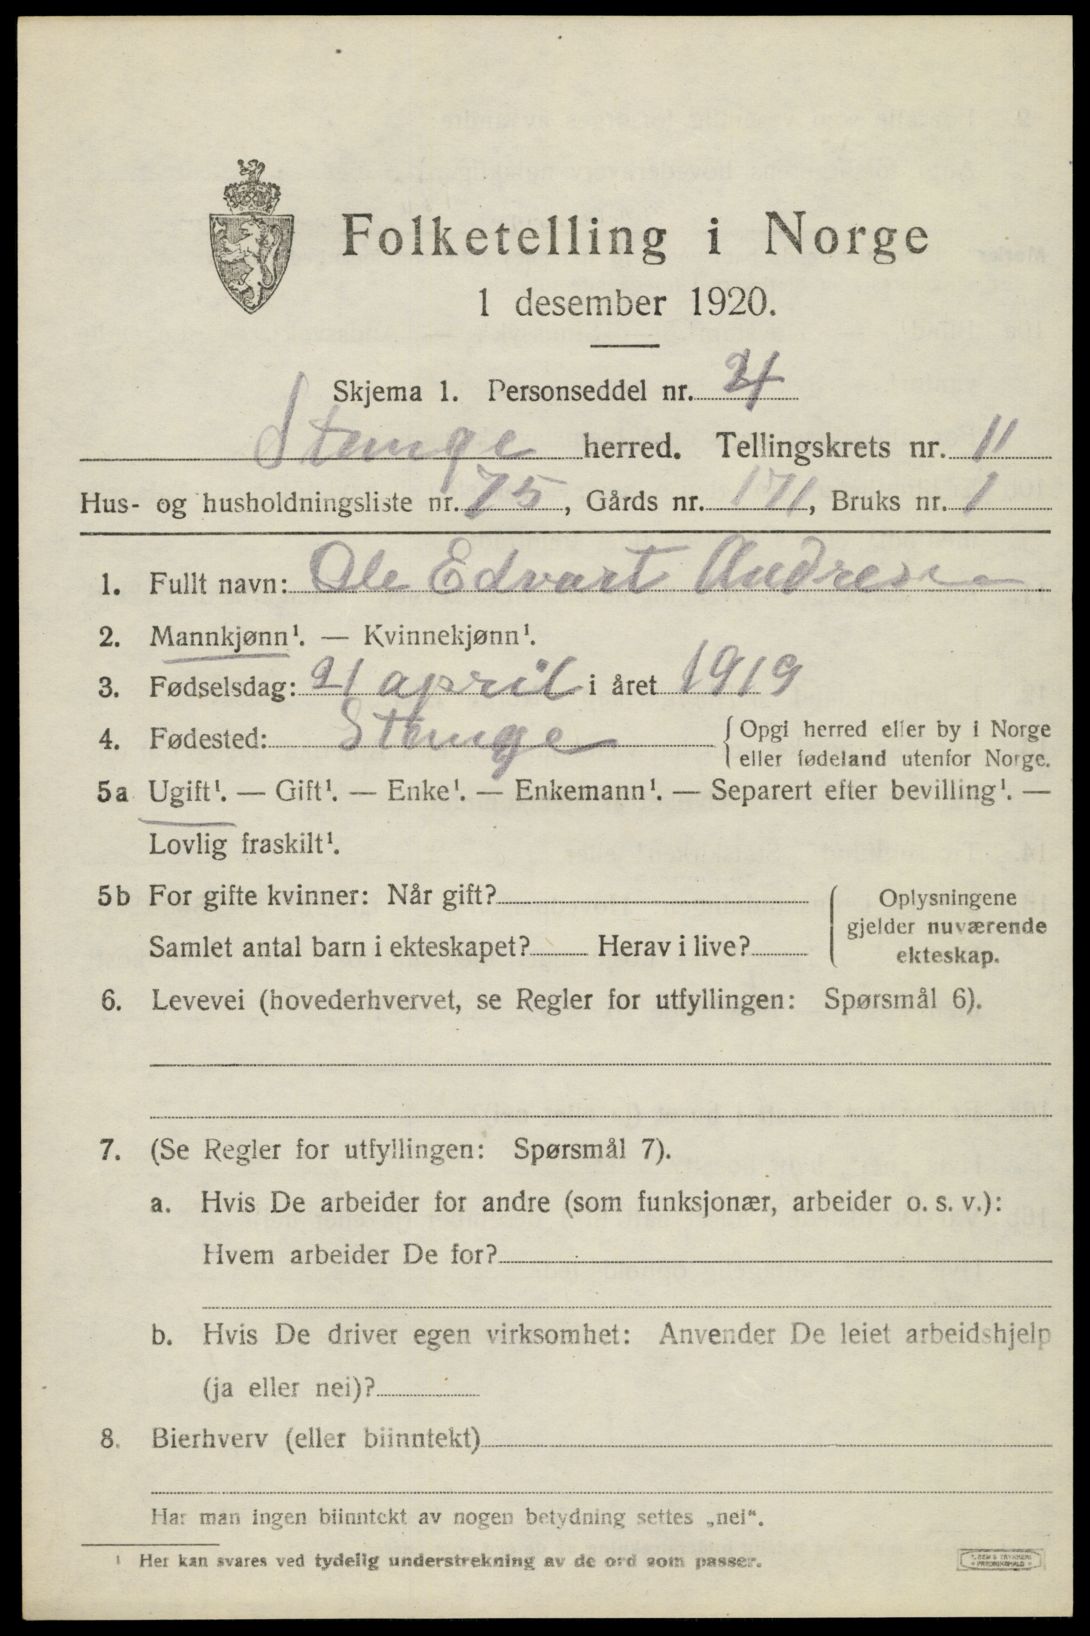 Folketelling i Norge
1 desember 1920.
Skjema 1. Personseddel nr. 4
Stange herred. Tellingskrets nr. 11
Hus- og husholdningsliste nr. 75, Gårds nr. 171, Bruks nr. 1
1. Fullt navn: Ole Edvart Andresen
2. Mannkjønn¹. — Kvinnekjønn¹.
3. Fødselsdag: 21 april i året 1919
4. Fødested: Stange { Opgi herred eller by i Norge
eller fødeland utenfor Norge.
5a Ugift¹. — Gift¹. — Enke¹. — Enkemann¹. — Separert efter bevilling¹. —
Lovlig fraskilt¹.
5b For gifte kvinner: Når gift?
Samlet antal barn i ekteskapet? Herav i live?
{ Oplysningene
gjelder nuværende
ekteskap.
6. Levevei (hovederhvervet, se Regler for utfyllingen: Spørsmål 6).
7. (Se Regler for utfyllingen: Spørsmål 7).
a. Hvis De arbeider for andre (som funksjonær, arbeider o. s. v.):
Hvem arbeider De for?
b. Hvis De driver egen virksomhet: Anvender De leiet arbeidshjelp
(ja eller nei)?
8. Bierhverv (eller biinntekt)
Har man ingen biinntekt av nogen betydning settes „nei“.
¹ Her kan svares ved tydelig understrekning av de ord som passer.